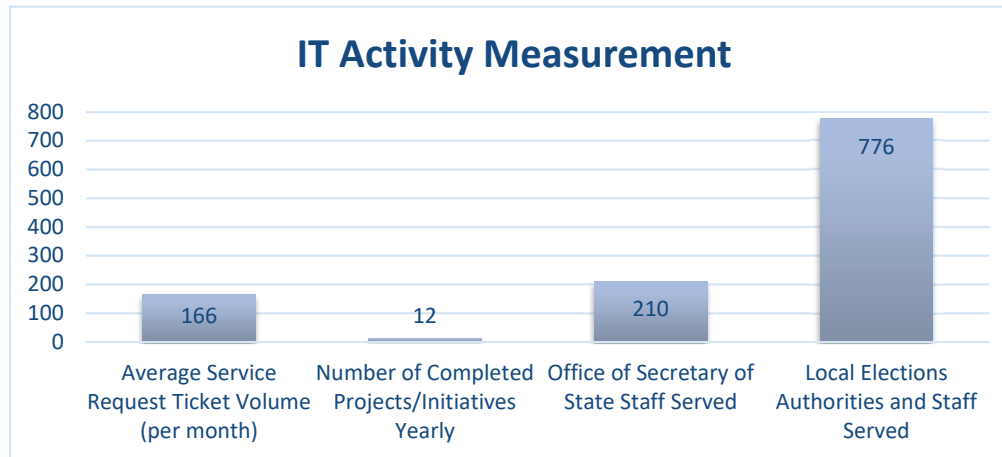 IT Activity Measurement
800
700
600
500
400
300
200
100
0
166
12
210
776
Average Service
Request Ticket Volume
(per month)
Number of Completed
Projects/Initiatives
Yearly
Office of Secretary of
State Staff Served
Local Elections
Authorities and Staff
Served